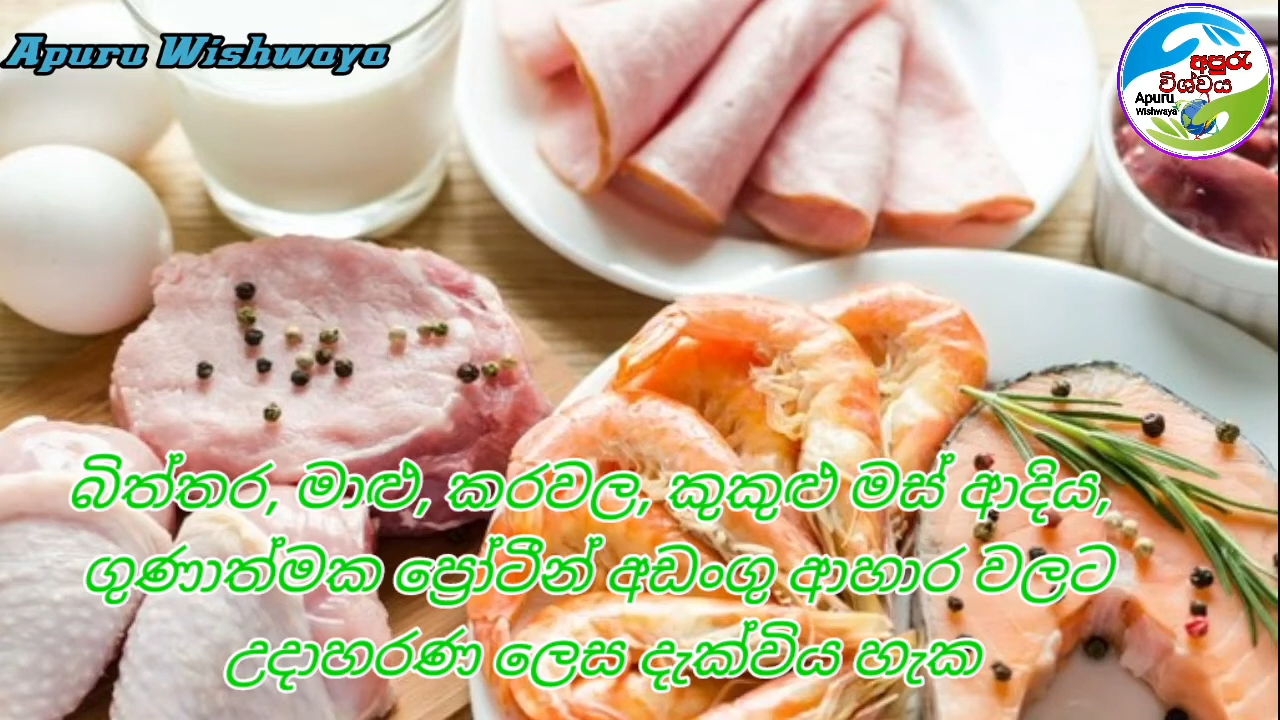 Apuru Wishwaya
අපුරු
විශ්වය
Apuru
Wishwaya
බිත්තර, මාළු, කරවල, කුකුළු මස් ආදිය,
ගුණාත්මක ප්‍රෝටීන් අඩංගු ආහාර වලට
උදාහරණ ලෙස දැක්විය හැක